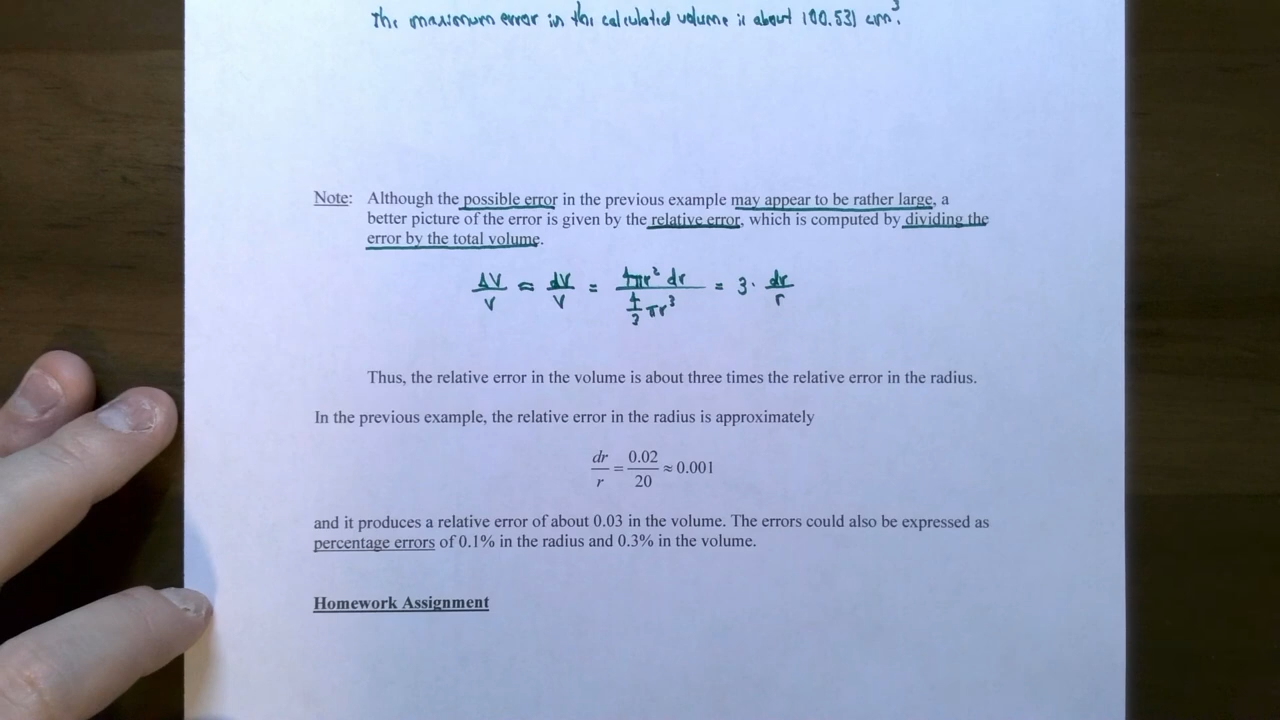 The maximum error in the calculated volume is about 100.531 cm³.
Note: Although the possible error in the previous example may appear to be rather large, a
better picture of the error is given by the relative error, which is computed by dividing the
error by the total volume.
ΔV/V ≈ dV/V = 4πr² dr / (4/3 πr³) = 3 · dr/r
Thus, the relative error in the volume is about three times the relative error in the radius.
In the previous example, the relative error in the radius is approximately
dr/r = 0.02/20 ≈ 0.001
and it produces a relative error of about 0.03 in the volume. The errors could also be expressed as
percentage errors of 0.1% in the radius and 0.3% in the volume.
Homework Assignment